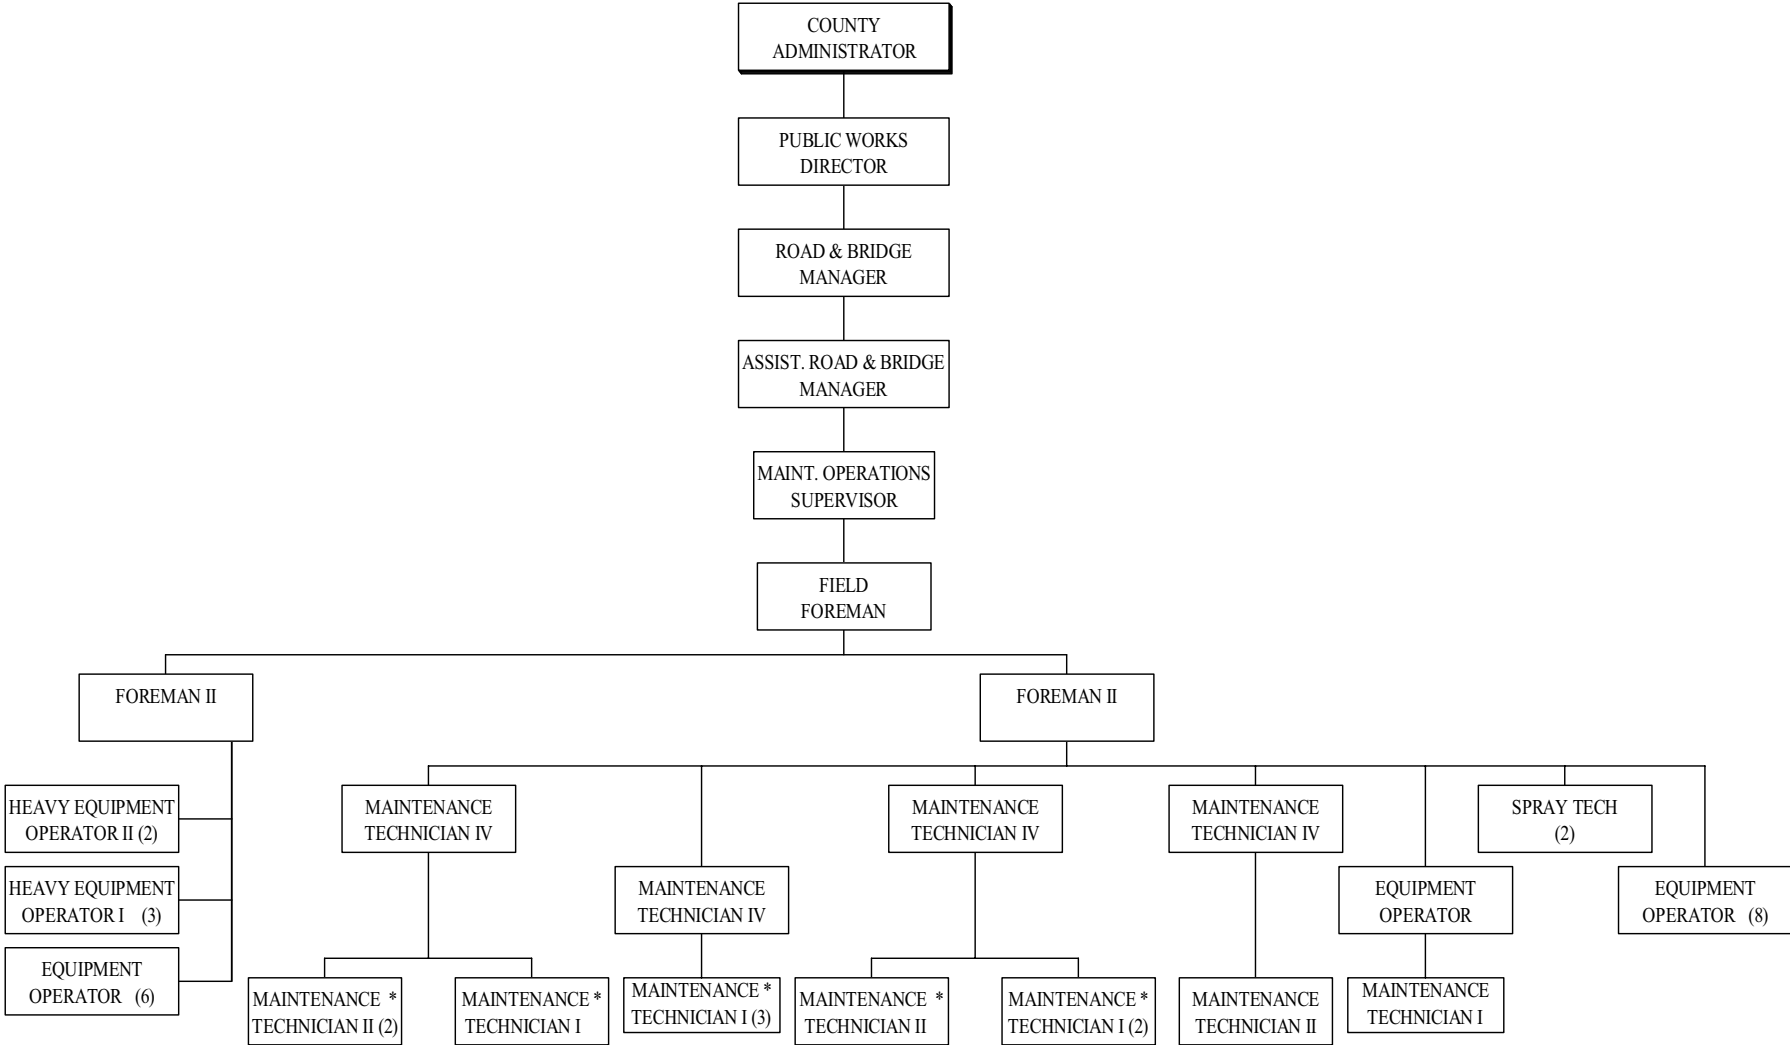 COUNTY
ADMINISTRATOR
PUBLIC WORKS
DIRECTOR
ROAD & BRIDGE
MANAGER
ASSIST. ROAD & BRIDGE
MANAGER
MAINT. OPERATIONS
SUPERVISOR
FIELD
FOREMAN
FOREMAN II
FOREMAN II
HEAVY EQUIPMENT
OPERATOR II (2)
HEAVY EQUIPMENT
OPERATOR I (3)
EQUIPMENT
OPERATOR (6)
MAINTENANCE
TECHNICIAN IV
MAINTENANCE
TECHNICIAN IV
MAINTENANCE
TECHNICIAN IV
MAINTENANCE
TECHNICIAN IV
SPRAY TECH
(2)
EQUIPMENT
OPERATOR
EQUIPMENT
OPERATOR (8)
MAINTENANCE *
TECHNICIAN II (2)
MAINTENANCE *
TECHNICIAN I
MAINTENANCE *
TECHNICIAN I (3)
MAINTENANCE *
TECHNICIAN II
MAINTENANCE *
TECHNICIAN I (2)
MAINTENANCE
TECHNICIAN II
MAINTENANCE
TECHNICIAN I